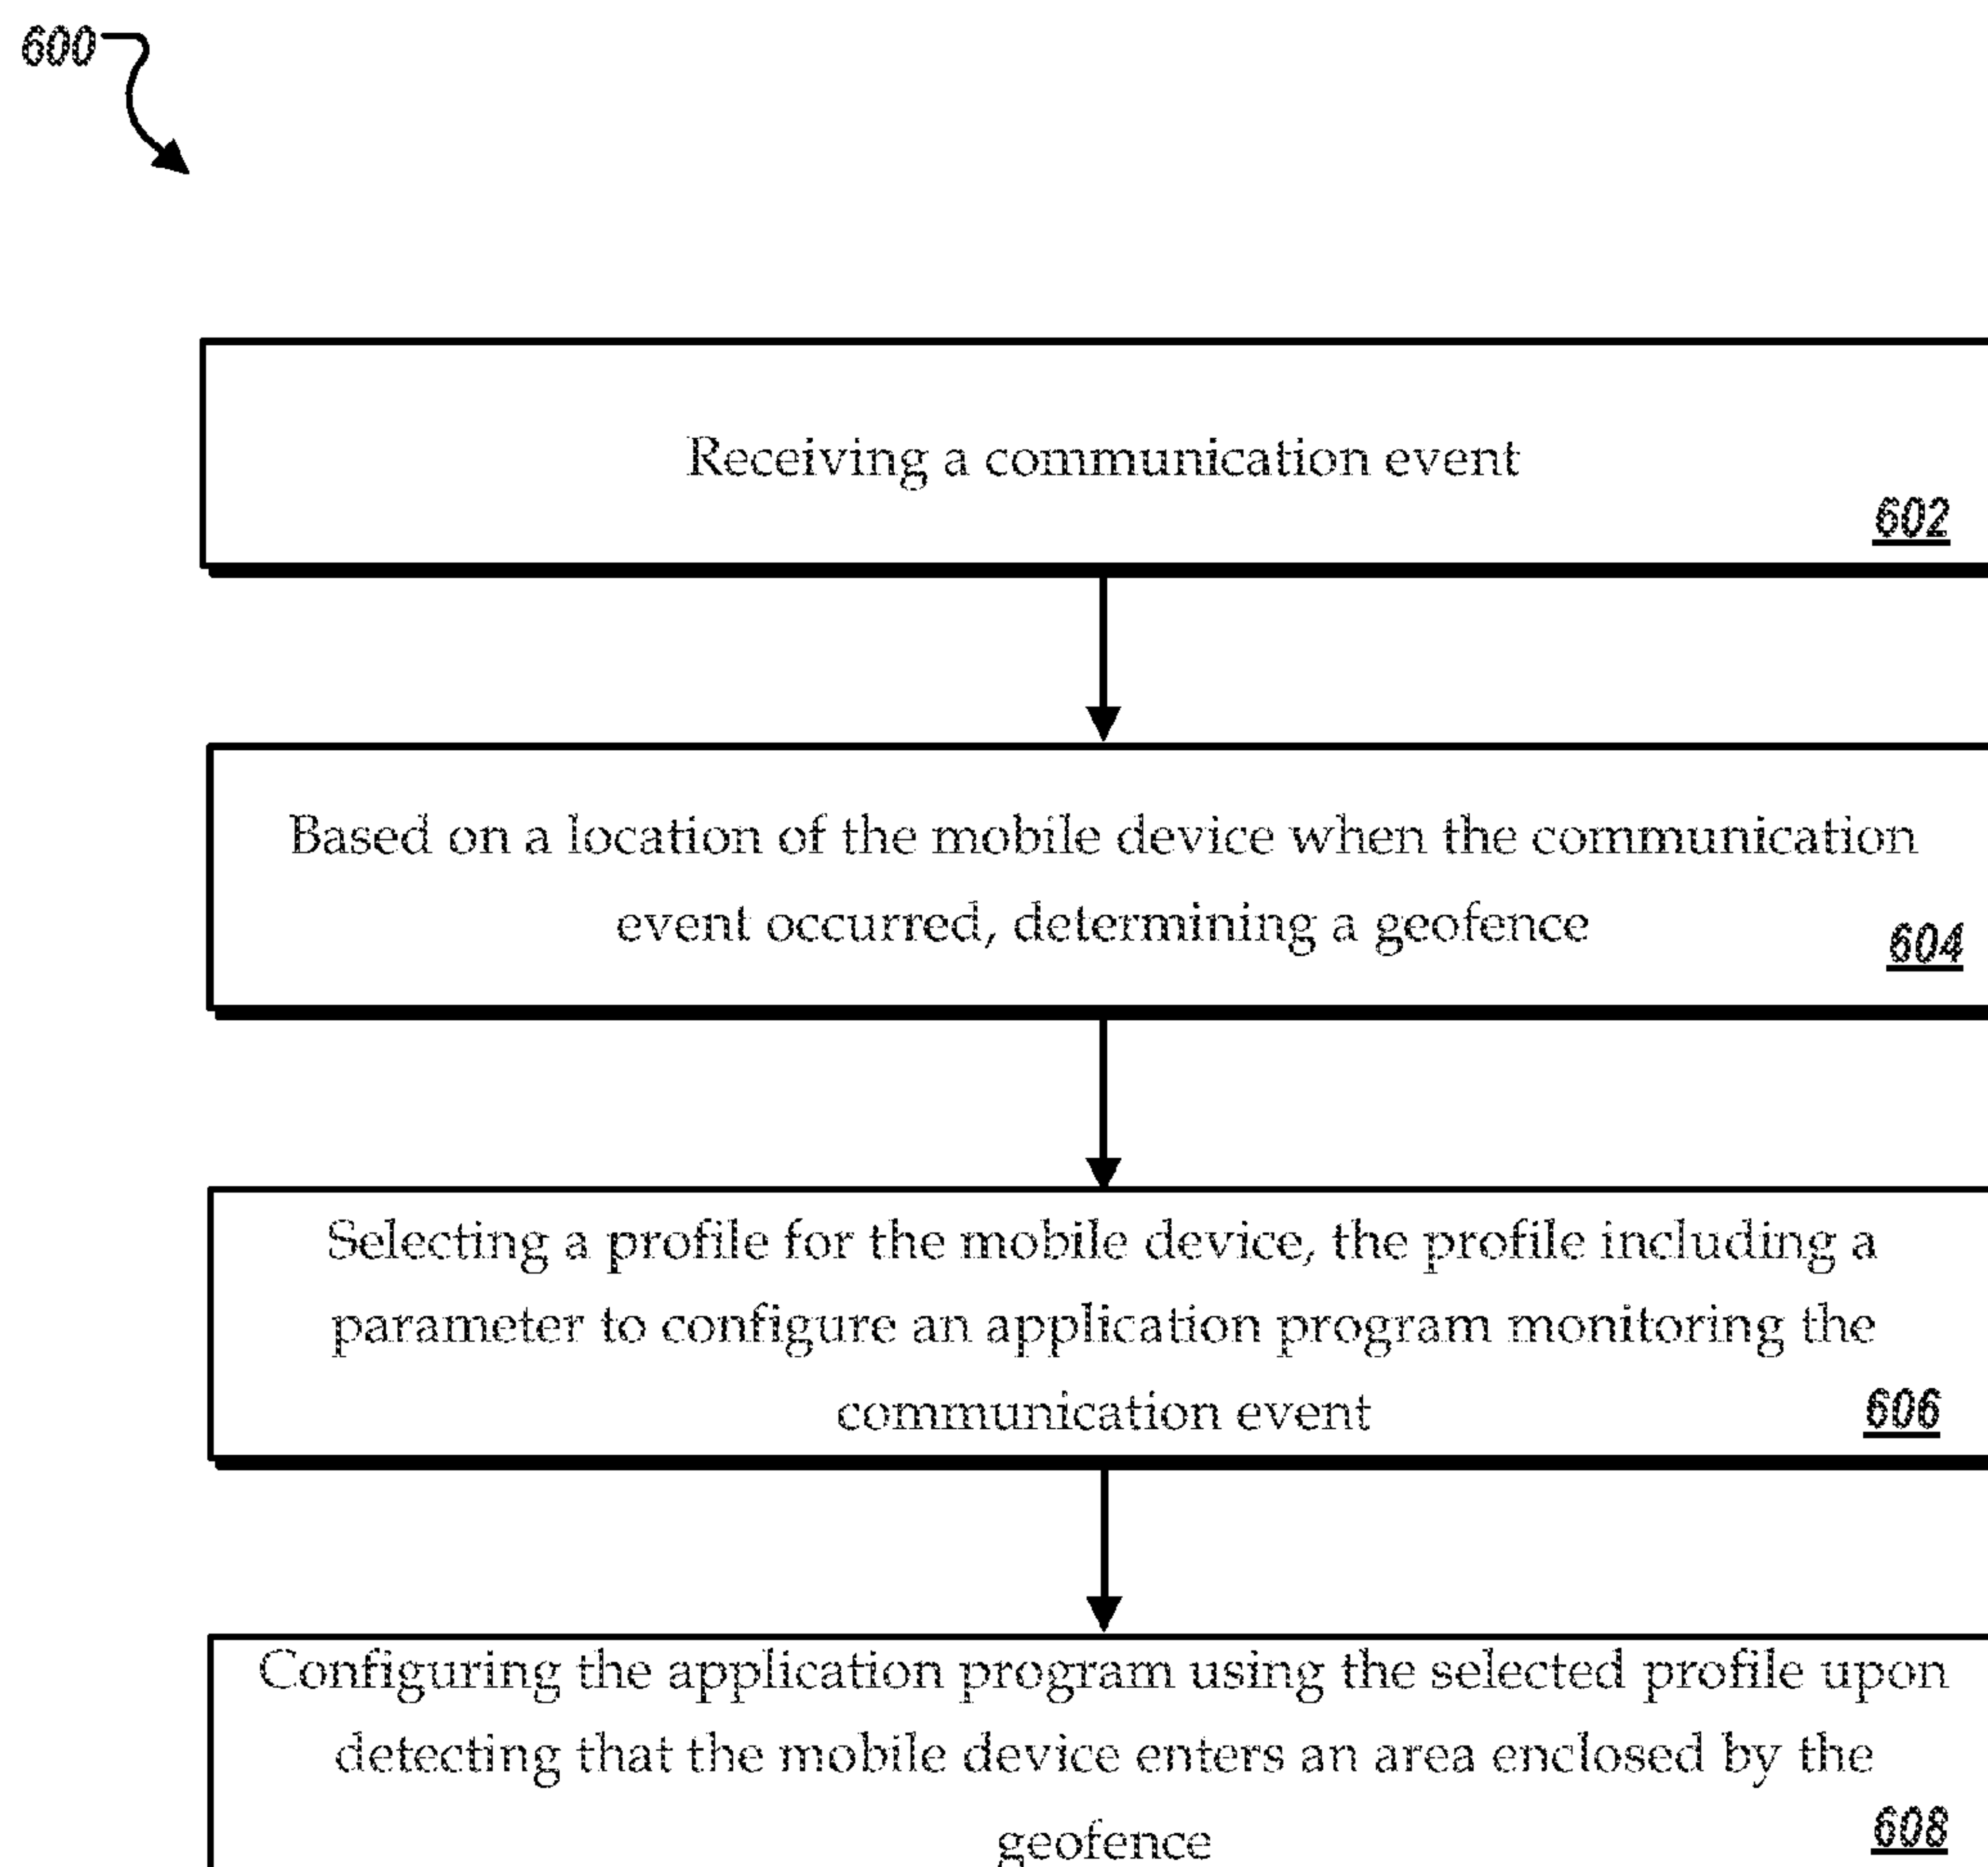 600
Receiving a communication event
602
Based on a location of the mobile device when the communication
event occurred, determining a geofence
604
Selecting a profile for the mobile device, the profile including a
parameter to configure an application program monitoring the
communication event
606
Configuring the application program using the selected profile upon
detecting that the mobile device enters an area enclosed by the
geofence
608